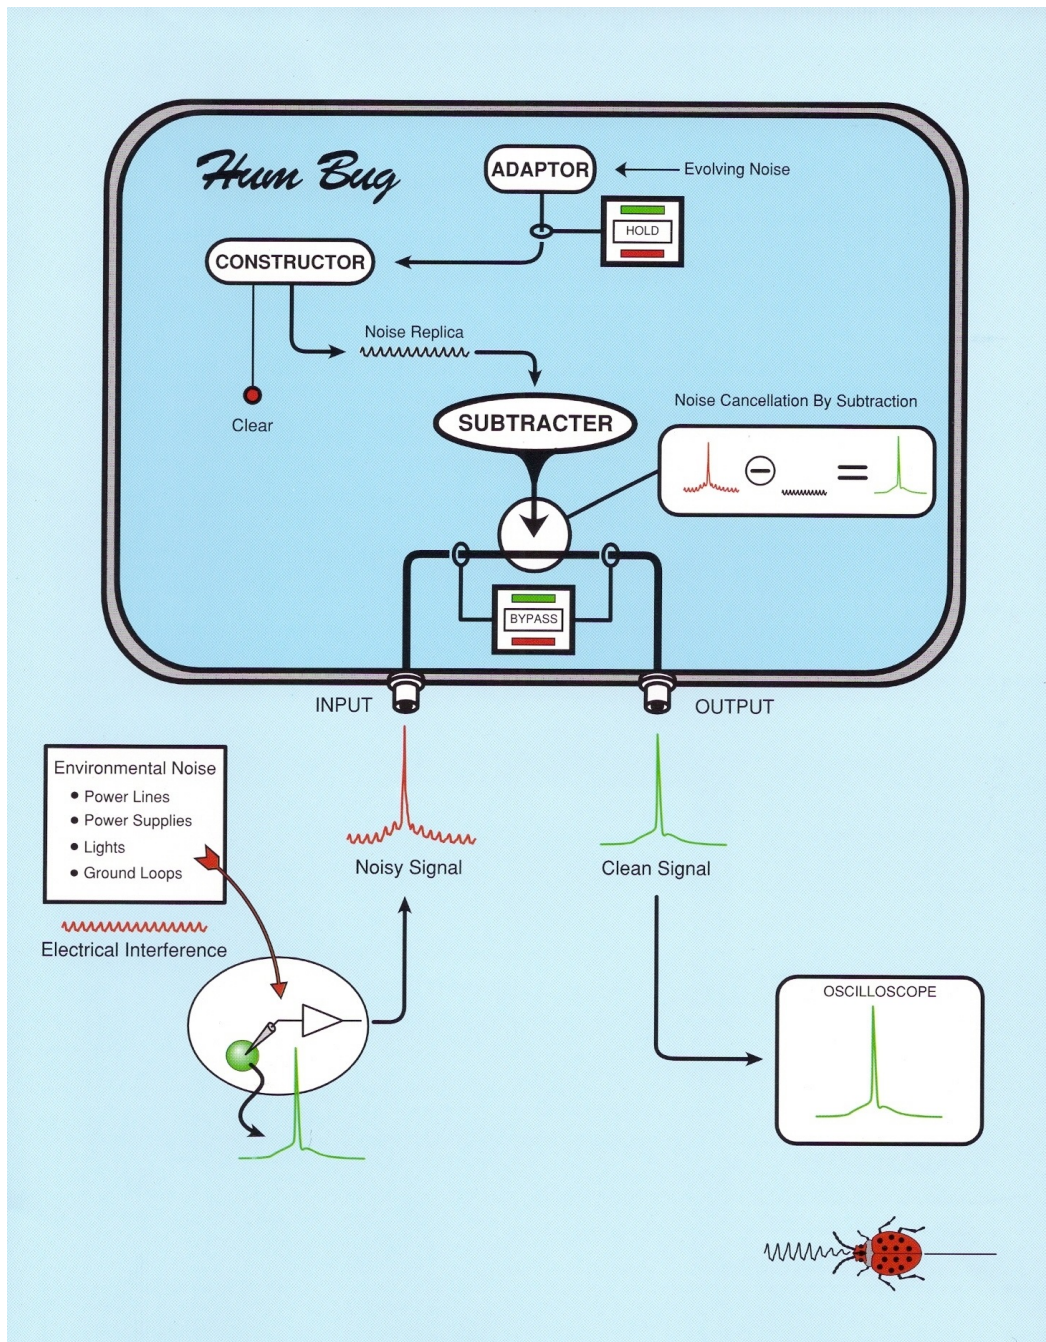 Hum Bug
ADAPTOR
Evolving Noise
HOLD
CONSTRUCTOR
Noise Replica
Clear
SUBTRACTER
Noise Cancellation By Subtraction
BYPASS
INPUT
OUTPUT
Environmental Noise
• Power Lines
• Power Supplies
• Lights
• Ground Loops
Electrical Interference
Noisy Signal
Clean Signal
OSCILLOSCOPE